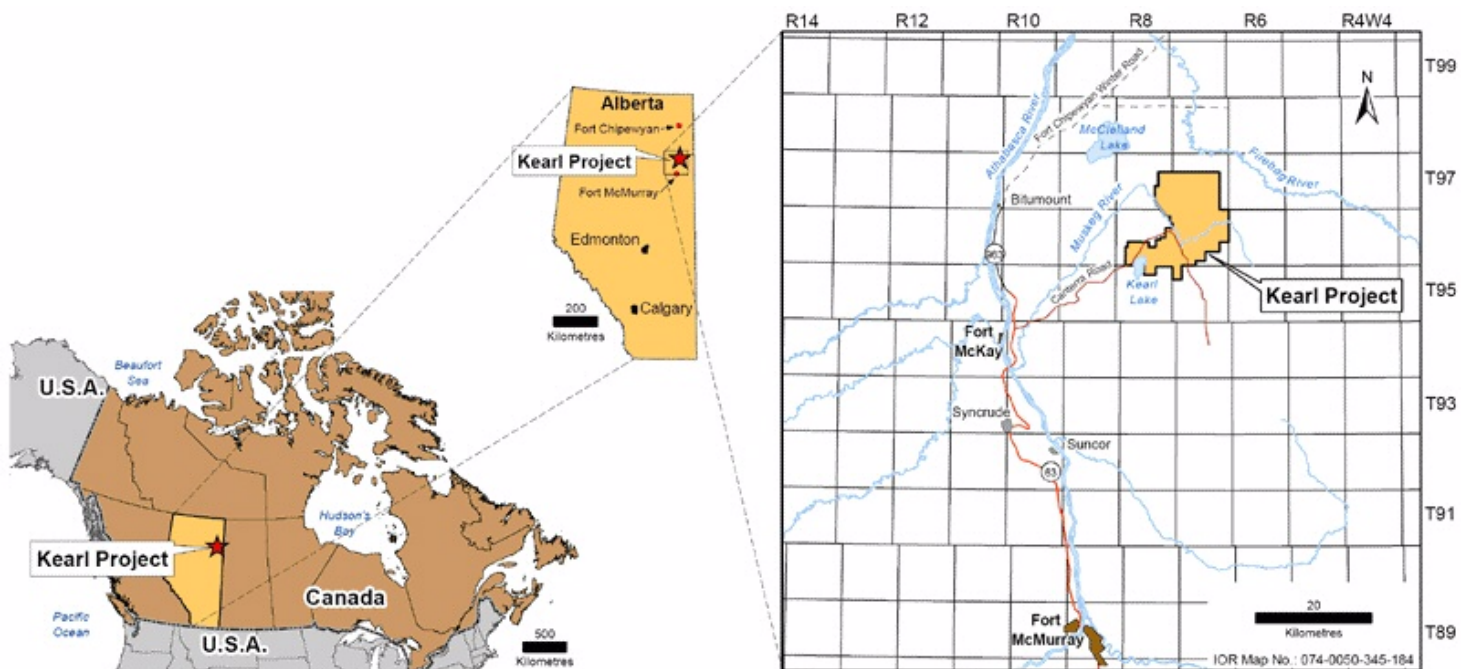 U.S.A.
Beaufort
Sea
Kearl Project
Pacific
Ocean
U.S.A.
Canada
Hudson's
Bay
500
Kilometres
Alberta
Fort Chipewyan
Kearl Project
Fort McMurray
Edmonton
Calgary
200
Kilometres
R14
R12
R10
R8
R6
R4W4
T99
T97
T95
T93
T91
T89
N
Athabasca River
Fort Chipewyan Winter Road
McClelland
Lake
Firebag River
Bitumount
Muskeg River
Canterra Road
Kearl
Lake
Kearl Project
Fort
McKay
Syncrude
Suncor
63
Fort
McMurray
20
Kilometres
IOR Map No.: 074-0050-345-184